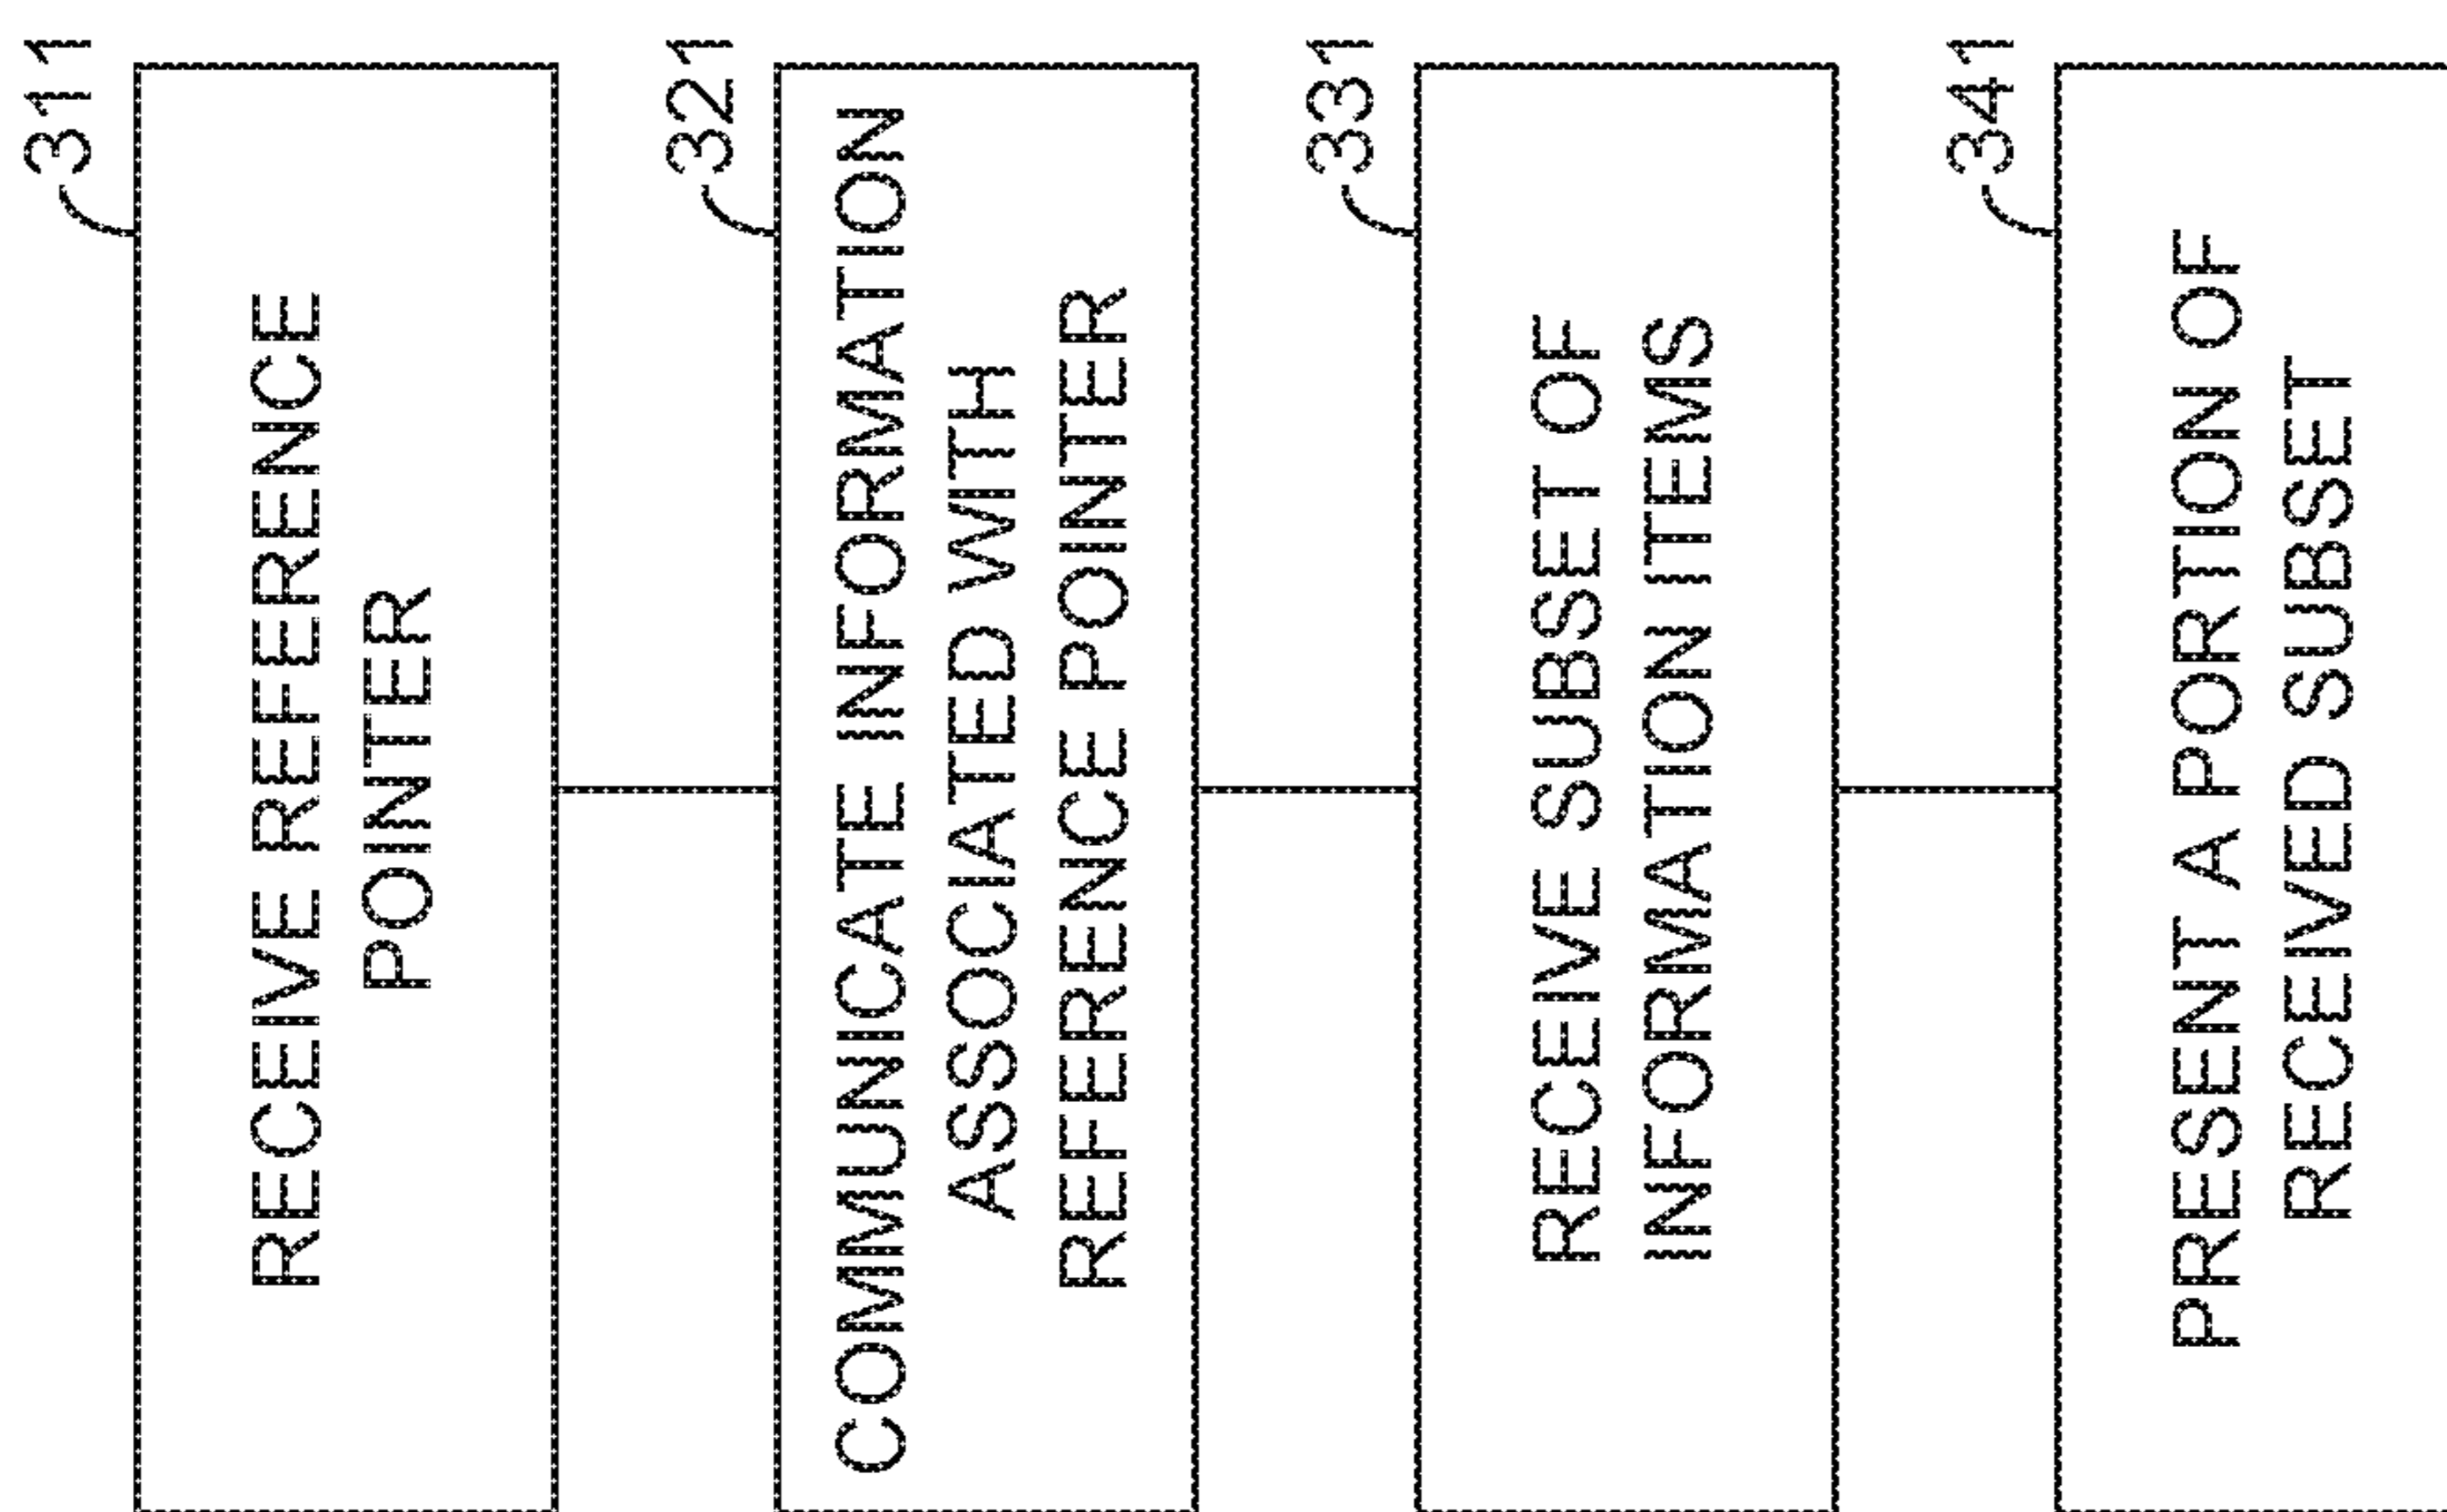 311
RECEIVE REFERENCE
POINTER
321
COMMUNICATE INFORMATION
ASSOCIATED WITH
REFERENCE POINTER
331
RECEIVE SUBSET OF
INFORMATION ITEMS
341
PRESENT A PORTION OF
RECEIVED SUBSET